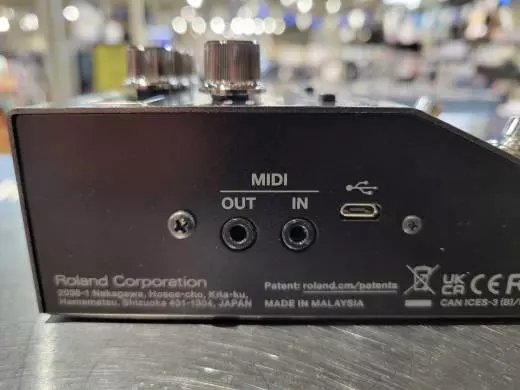 MIDI
OUT IN
Roland Corporation
2036-1 Nakagawa, Hosoe-cho, Kita-ku,
Hamamatsu, Shizuoka 431-1304, JAPAN
Patent: roland.cm/patents
MADE IN MALAYSIA
UK
CA
CE
CAN ICES-3 (B)/